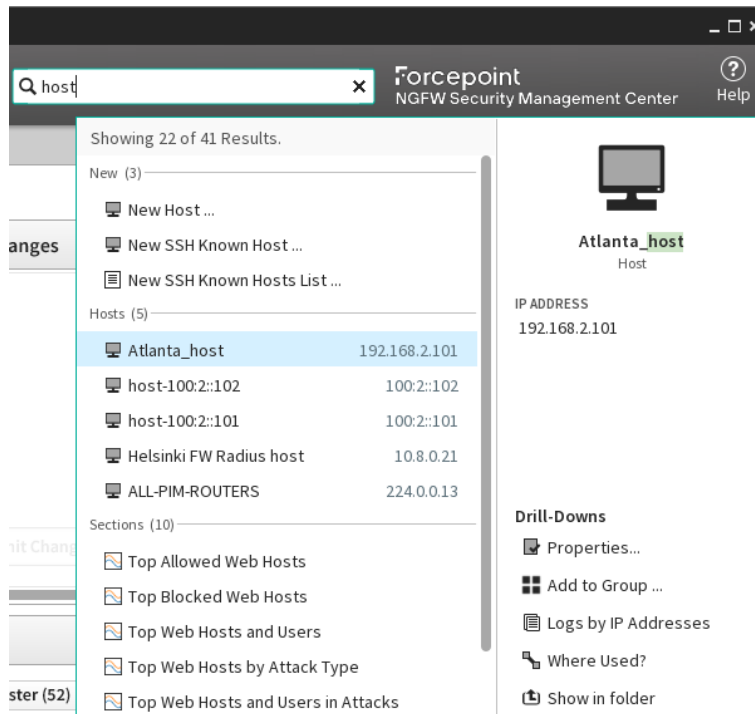 host
Forcepoint
NGFW Security Management Center
Help
Showing 22 of 41 Results.
New (3)
New Host ...
New SSH Known Host ...
New SSH Known Hosts List ...
Hosts (5)
Atlanta_host 192.168.2.101
host-100:2::102 100:2::102
host-100:2::101 100:2::101
Helsinki FW Radius host 10.8.0.21
ALL-PIM-ROUTERS 224.0.0.13
Sections (10)
Top Allowed Web Hosts
Top Blocked Web Hosts
Top Web Hosts and Users
Top Web Hosts by Attack Type
Top Web Hosts and Users in Attacks
Atlanta_host
Host
IP ADDRESS
192.168.2.101
Drill-Downs
Properties...
Add to Group ...
Logs by IP Addresses
Where Used?
Show in folder
anges
nit Chang
ster (52)